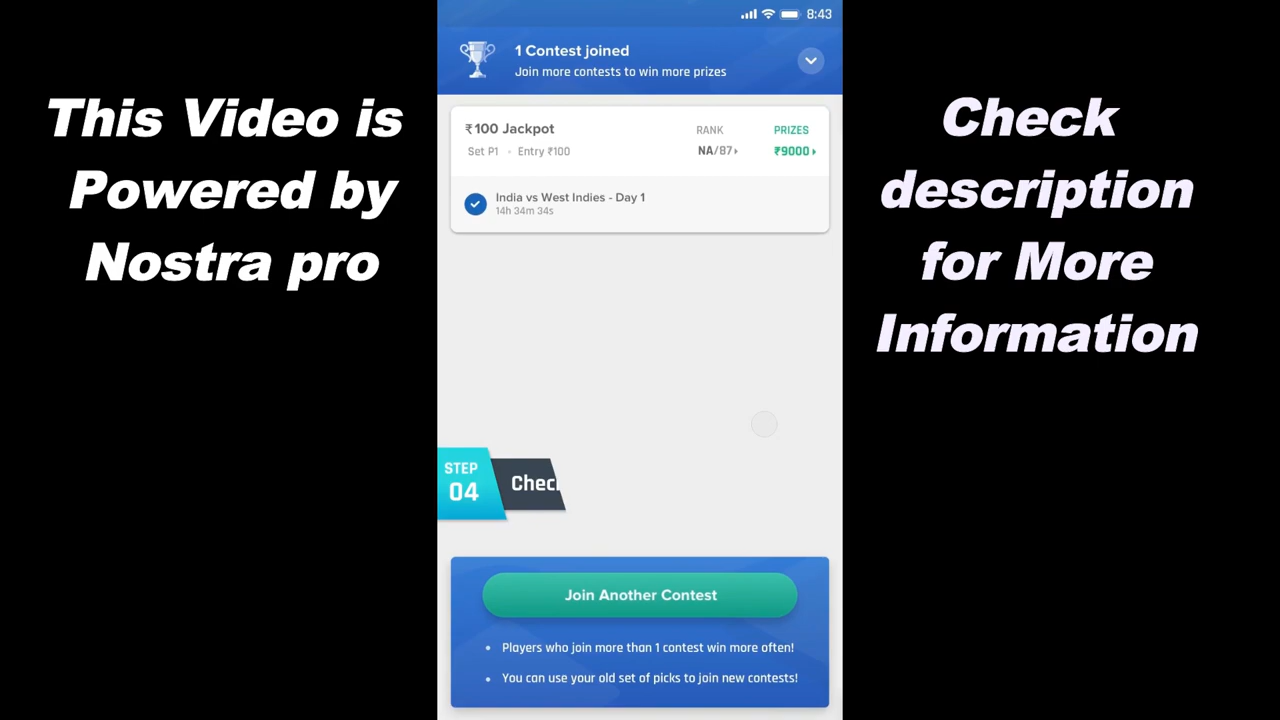 This Video is
Powered by
Nostra pro
8:43
1 Contest joined
Join more contests to win more prizes
₹100 Jackpot
RANK
PRIZES
Set P1 • Entry ₹100
NA/87
₹9000
India vs West Indies - Day 1
14h 34m 34s
STEP
04
Chec
Join Another Contest
• Players who join more than 1 contest win more often!
• You can use your old set of picks to join new contests!
Check
description
for More
Information